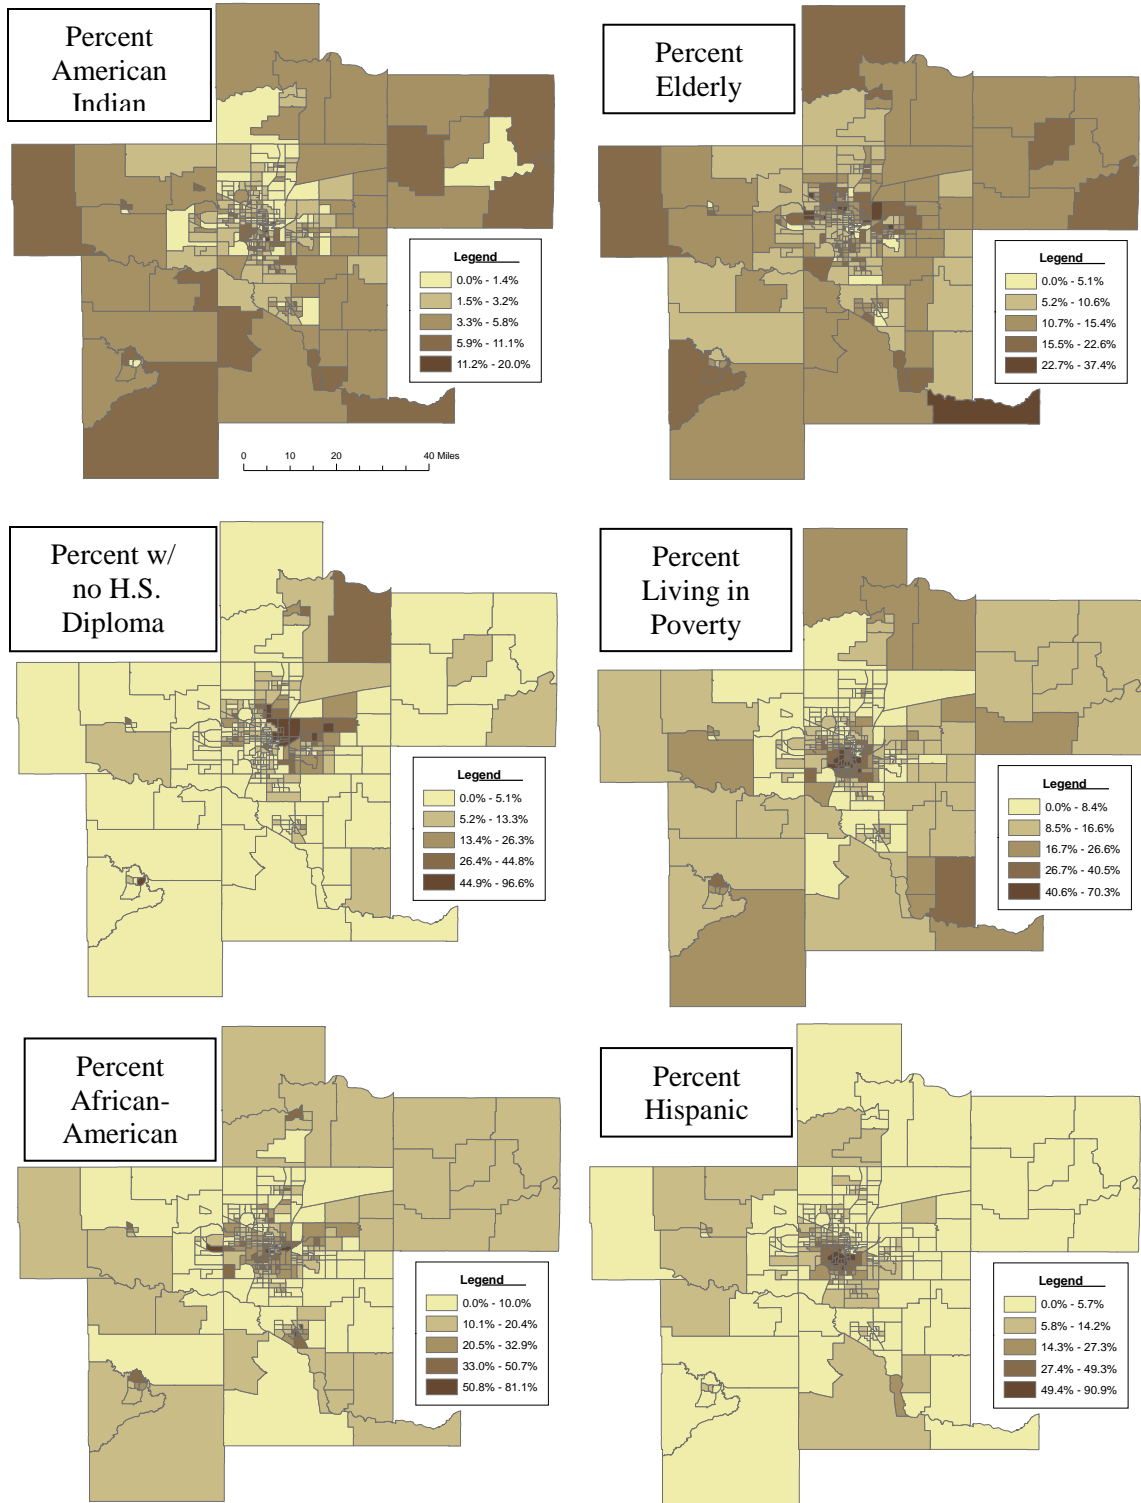 Percent
American
Indian
Legend
0.0% - 1.4%
1.5% - 3.2%
3.3% - 5.8%
5.9% - 11.1%
11.2% - 20.0%
0 10 20 40 Miles
Percent
Elderly
Legend
0.0% - 5.1%
5.2% - 10.6%
10.7% - 15.4%
15.5% - 22.6%
22.7% - 37.4%
Percent w/
no H.S.
Diploma
Legend
0.0% - 5.1%
5.2% - 13.3%
13.4% - 26.3%
26.4% - 44.8%
44.9% - 96.6%
Percent
Living in
Poverty
Legend
0.0% - 8.4%
8.5% - 16.6%
16.7% - 26.6%
26.7% - 40.5%
40.6% - 70.3%
Percent
African-
American
Legend
0.0% - 10.0%
10.1% - 20.4%
20.5% - 32.9%
33.0% - 50.7%
50.8% - 81.1%
Percent
Hispanic
Legend
0.0% - 5.7%
5.8% - 14.2%
14.3% - 27.3%
27.4% - 49.3%
49.4% - 90.9%